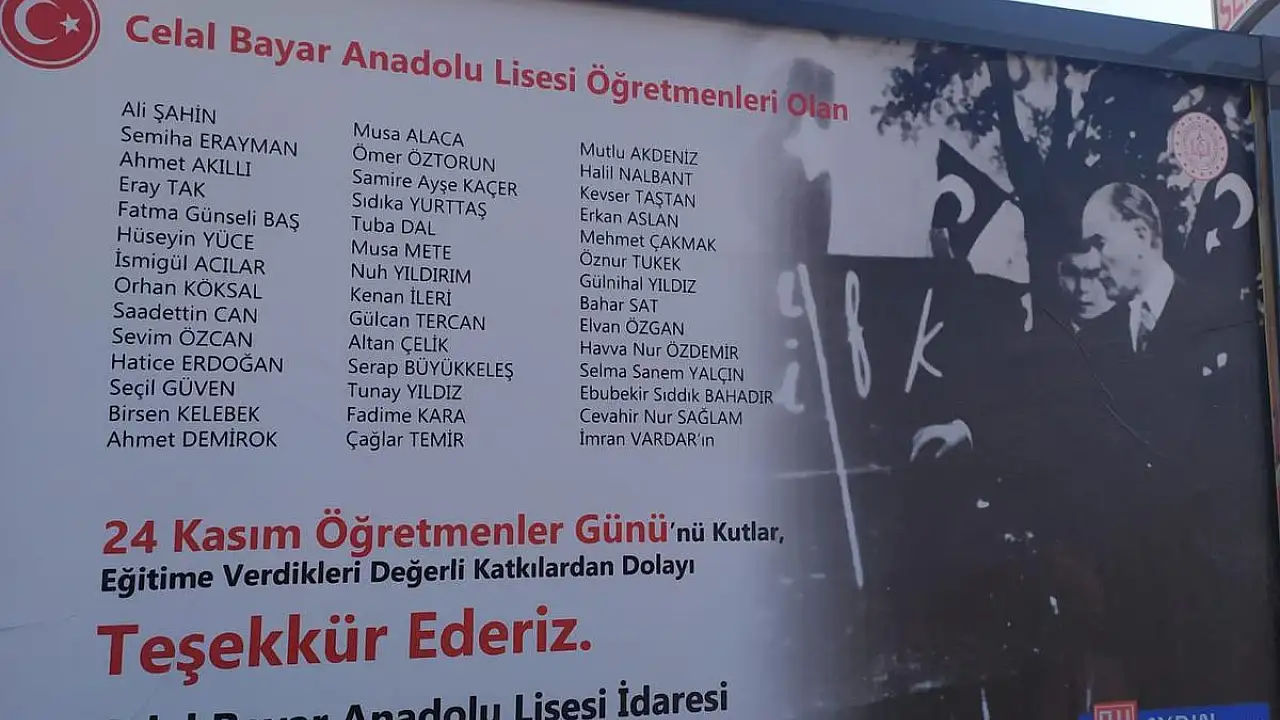 Celal Bayar Anadolu Lisesi Öğretmenleri Olan
Ali ŞAHİN
Semiha ERAYMAN
Ahmet AKILLI
Eray TAK
Fatma Günseli BAŞ
Hüseyin YÜCE
İsmigül ACILAR
Orhan KÖKSAL
Saadettin CAN
Sevim ÖZCAN
Hatice ERDOĞAN
Seçil GÜVEN
Birsen KELEBEK
Ahmet DEMİROK
Musa ALACA
Ömer ÖZTORUN
Samire Ayşe KAÇER
Sıdıka YURTTAŞ
Tuba DAL
Musa METE
Nuh YILDIRIM
Kenan İLERİ
Gülcan TERCAN
Altan ÇELİK
Serap BÜYÜKKELEŞ
Tunay YILDIZ
Fadime KARA
Çağlar TEMİR
Mutlu AKDENİZ
Halil NALBANT
Kevser TAŞTAN
Erkan ASLAN
Mehmet ÇAKMAK
Öznur TUKEK
Gülnihal YILDIZ
Bahar SAT
Elvan ÖZGAN
Havva Nur ÖZDEMİR
Selma Sanem YALÇIN
Ebubekir Sıddık BAHADIR
Cevahir Nur SAĞLAM
İmran VARDAR'ın
24 Kasım Öğretmenler Günü'nü Kutlar,
Eğitime Verdikleri Değerli Katkılardan Dolayı
Teşekkür Ederiz.
Celal Bayar Anadolu Lisesi İdaresi
AYDIN